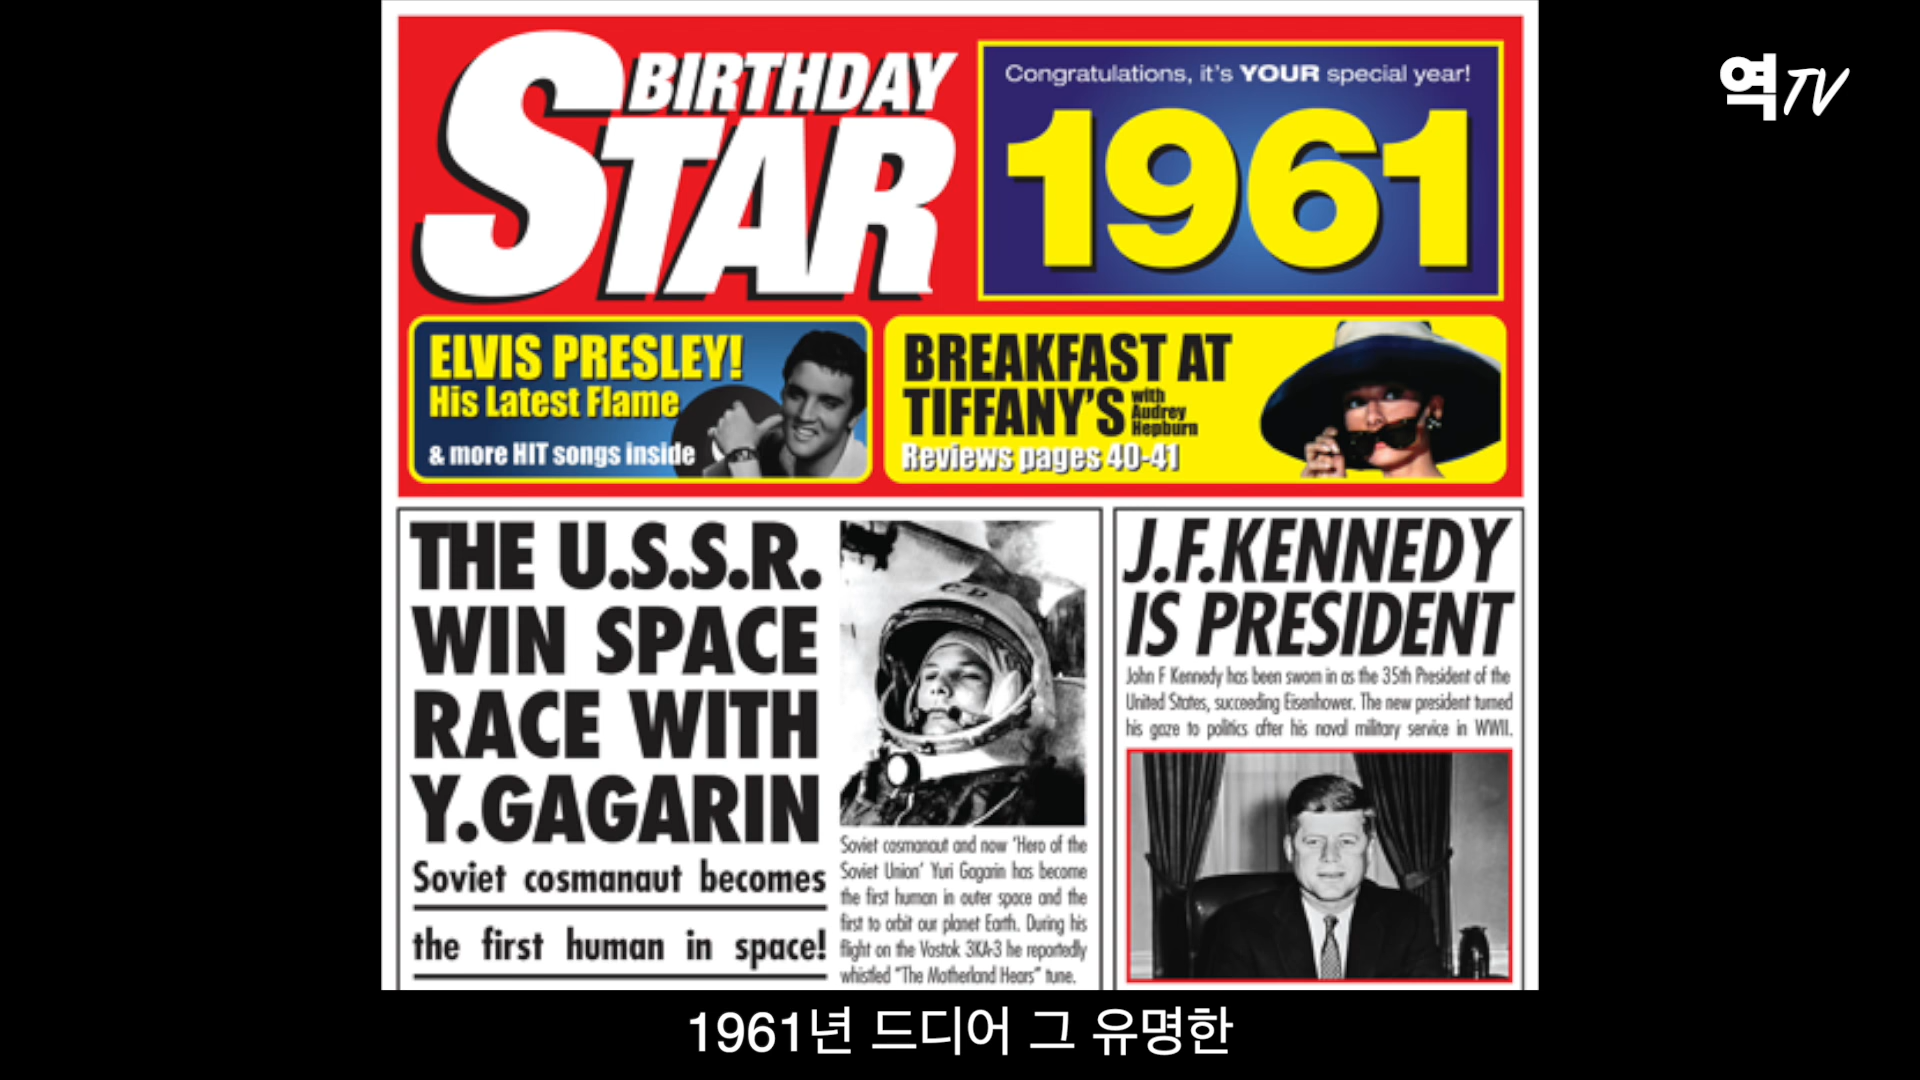 BIRTHDAY
STAR
Congratulations, it's YOUR special year!
1961
역TV
ELVIS PRESLEY!
His Latest Flame
& more HIT songs inside
BREAKFAST AT
TIFFANY'S with
Audrey
Hepburn
Reviews pages 40-41
THE U.S.S.R.
WIN SPACE
RACE WITH
Y.GAGARIN
Soviet cosmanaut becomes
the first human in space!
Soviet cosmonaut and now 'Hero of the
Soviet Union' Yuri Gagarin has become
the first human in outer space and the
first to orbit our planet Earth. During his
flight on the Vostok 3KA-3 he reportedly
whistled "The Motherland Hears" tune.
J.F.KENNEDY
IS PRESIDENT
John F Kennedy has been sworn in as the 35th President of the
United States, succeeding Eisenhower. The new president turned
his gaze to politics after his naval military service in WWII.
1961년 드디어 그 유명한